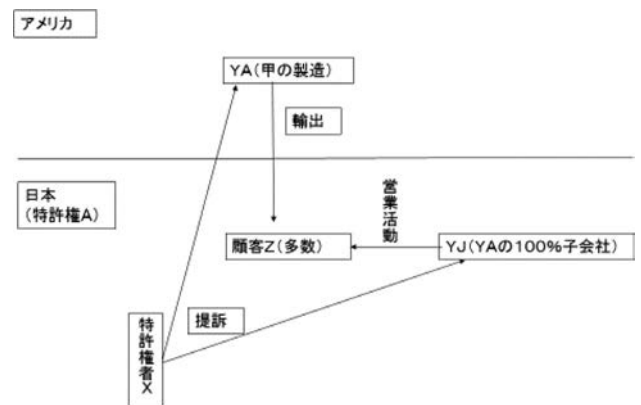 アメリカ
YA(甲の製造)
輸出
日本
(特許権A)
営業活動
顧客Z(多数)
YJ(YAの100%子会社)
提訴
特許権者X